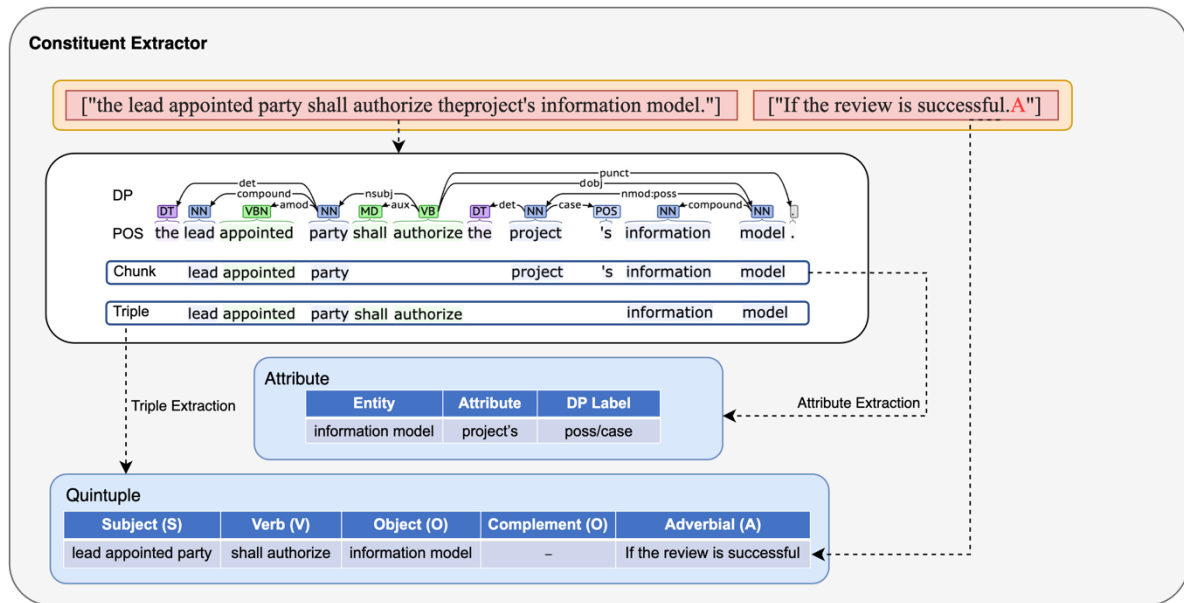 Constituent Extractor
["the lead appointed party shall authorize theproject's information model."] ["If the review is successful.A"]
punct
dobj
det nmod:poss
DP compound nsubj
DT NN VBN amod NN MD aux VB DT det NN case POS NN compound NN .
POS the lead appointed party shall authorize the project 's information model .
Chunk lead appointed party project 's information model
Triple lead appointed party shall authorize information model
Attribute
Triple Extraction Entity Attribute DP Label Attribute Extraction
information model project's poss/case
Quintuple
Subject (S) Verb (V) Object (O) Complement (O) Adverbial (A)
lead appointed party shall authorize information model – If the review is successful